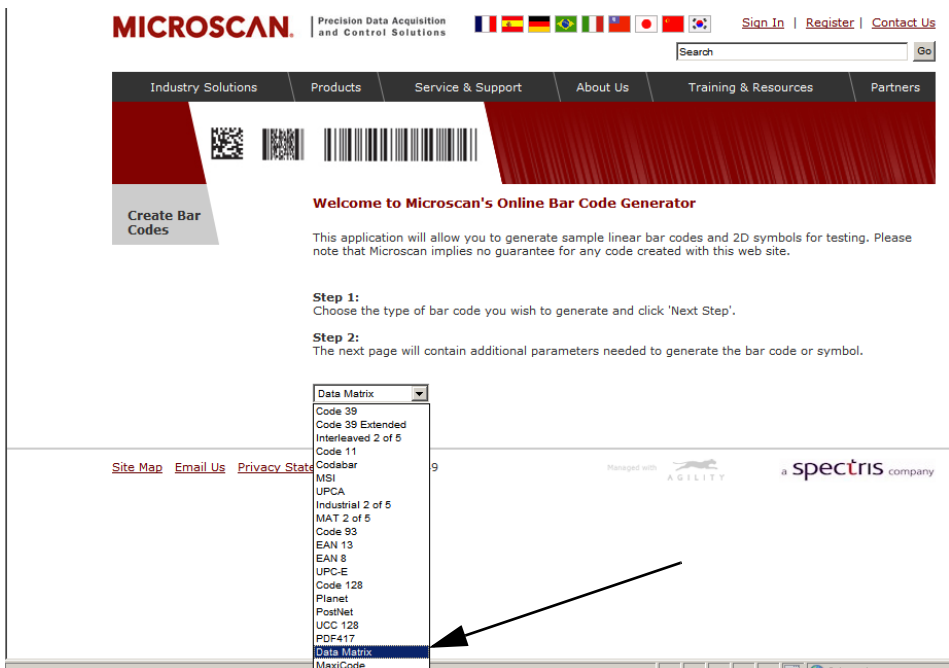 MICROSCAN.
Precision Data Acquisition
and Control Solutions
Sign In | Register | Contact Us
Search
Go
Industry Solutions
Products
Service & Support
About Us
Training & Resources
Partners
Create Bar
Codes
Welcome to Microscan's Online Bar Code Generator
This application will allow you to generate sample linear bar codes and 2D symbols for testing. Please
note that Microscan implies no guarantee for any code created with this web site.
Step 1:
Choose the type of bar code you wish to generate and click 'Next Step'.
Step 2:
The next page will contain additional parameters needed to generate the bar code or symbol.
Data Matrix
Code 39
Code 39 Extended
Interleaved 2 of 5
Code 11
Codabar
MSI
UPCA
Industrial 2 of 5
MAT 2 of 5
Code 93
EAN 13
EAN 8
UPC-E
Code 128
Planet
PostNet
UCC 128
PDF417
Data Matrix
MaxiCode
Site Map Email Us Privacy State
9
Managed with
AGILITY
a spectris company